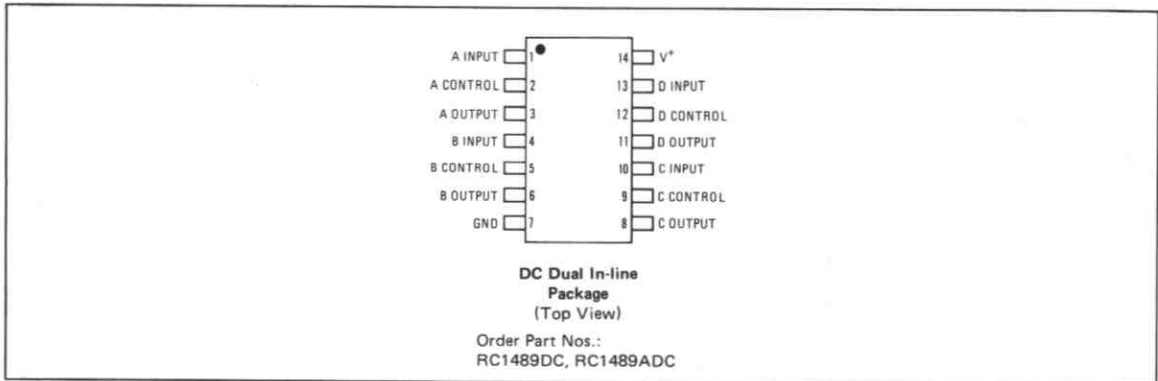 A INPUT 1 14 V+
A CONTROL 2 13 D INPUT
A OUTPUT 3 12 D CONTROL
B INPUT 4 11 D OUTPUT
B CONTROL 5 10 C INPUT
B OUTPUT 6 9 C CONTROL
GND 7 8 C OUTPUT
DC Dual In-line
Package
(Top View)
Order Part Nos.:
RC1489DC, RC1489ADC